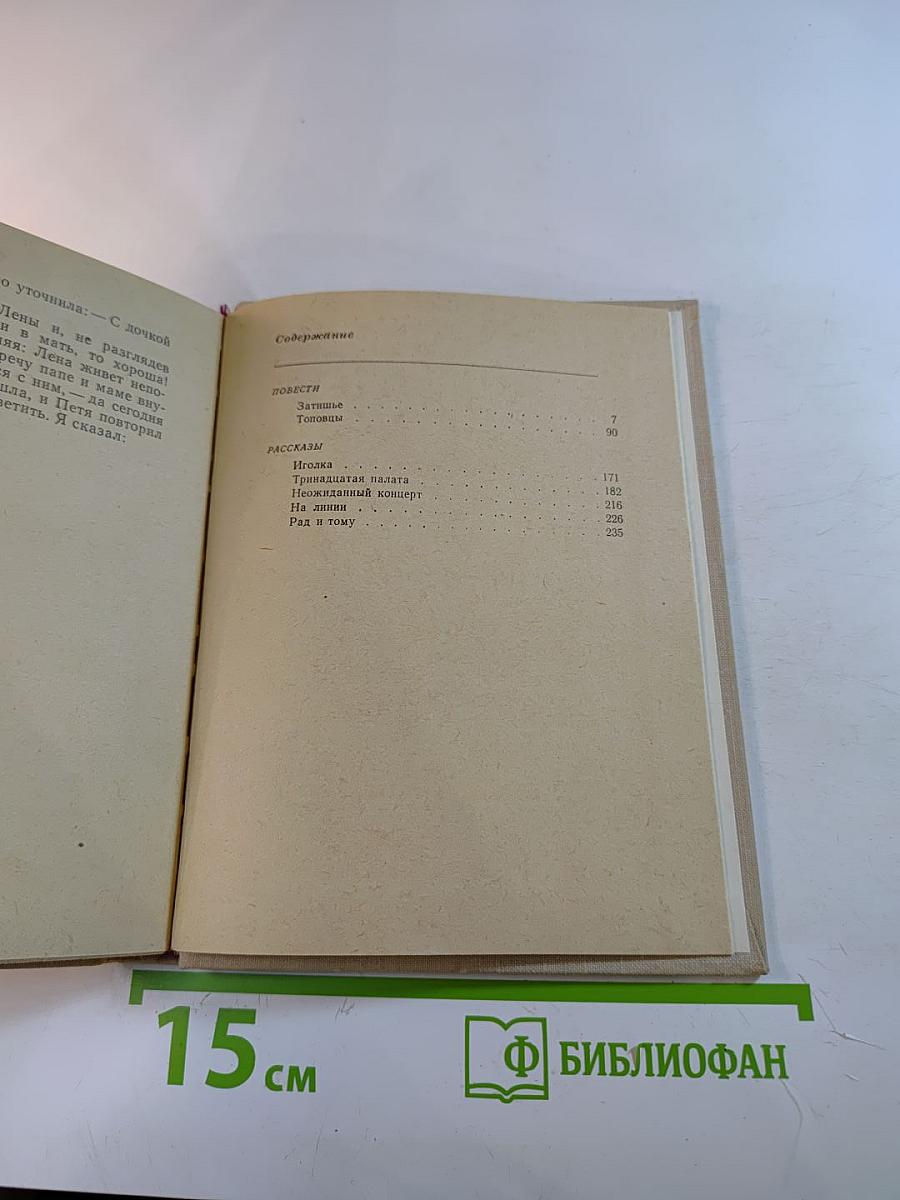 о уточнила: — С дочкой
Лены и, не разглядев
и в мать, то хороша!
яя: Лена живет непо-
речу папе и маме вну-
ся с ним, — да сегодня
шла, и Петя повторил
ветить. Я сказал:
Содержание
ПОВЕСТИ
Затишье . . . . . . . . . . . . . . . . 7
Топовцы . . . . . . . . . . . . . . . . 90
РАССКАЗЫ
Иголка . . . . . . . . . . . . . . . . 171
Тринадцатая палата . . . . . . . . . . . 182
Неожиданный концерт . . . . . . . . . . 216
На линии . . . . . . . . . . . . . . . 226
Рад и тому . . . . . . . . . . . . . . 235
15 см
Ф БИБЛИОФАН